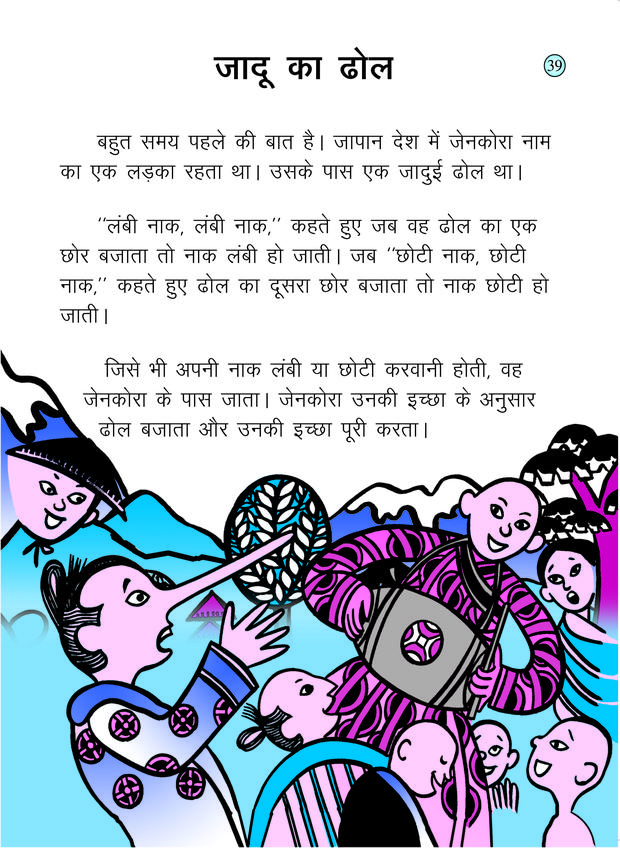 जादू का ढोल
39
बहुत समय पहले की बात है। जापान देश में जेनकोरा नाम
का एक लड़का रहता था। उसके पास एक जादुई ढोल था।
''लंबी नाक, लंबी नाक,'' कहते हुए जब वह ढोल का एक
छोर बजाता तो नाक लंबी हो जाती। जब ''छोटी नाक, छोटी
नाक,'' कहते हुए ढोल का दूसरा छोर बजाता तो नाक छोटी हो
जाती।
जिसे भी अपनी नाक लंबी या छोटी करवानी होती, वह
जेनकोरा के पास जाता। जेनकोरा उनकी इच्छा के अनुसार
ढोल बजाता और उनकी इच्छा पूरी करता।